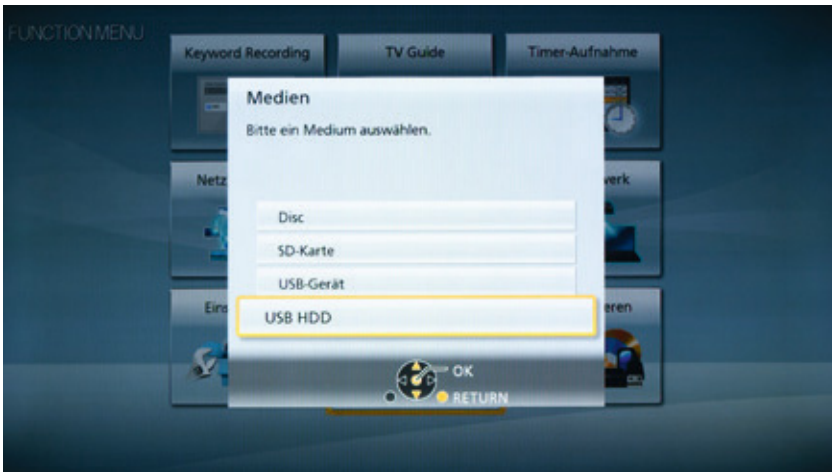 FUNCTION MENU
Keyword Recording
TV Guide
Timer-Aufnahme
Medien
Bitte ein Medium auswählen.
Netz
werk
Disc
SD-Karte
USB-Gerät
Eins
eren
USB HDD
OK
RETURN